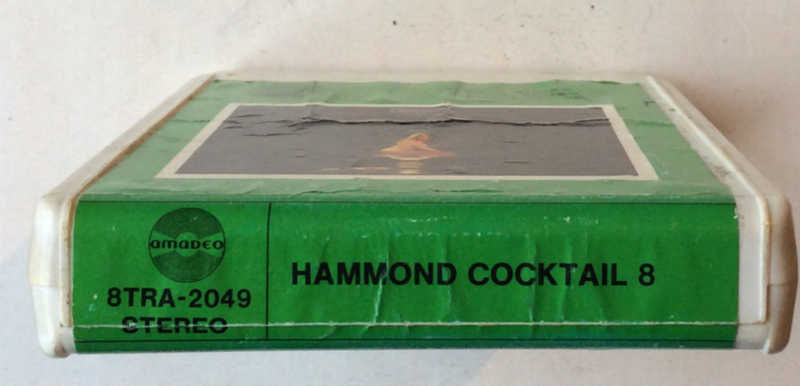 amadeo
8TRA-2049
STEREO
HAMMOND COCKTAIL 8